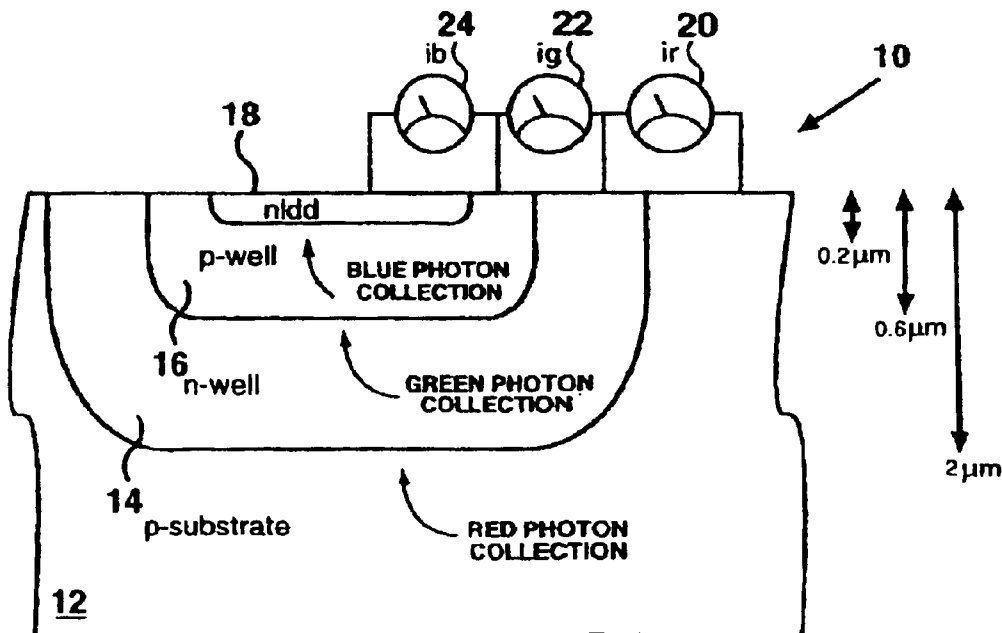 24 22 20
ib ig ir 10
18
nldd
p-well
BLUE PHOTON
COLLECTION
0.2μm
0.6μm
16
n-well
GREEN PHOTON
COLLECTION
2μm
14
p-substrate
RED PHOTON
COLLECTION
12